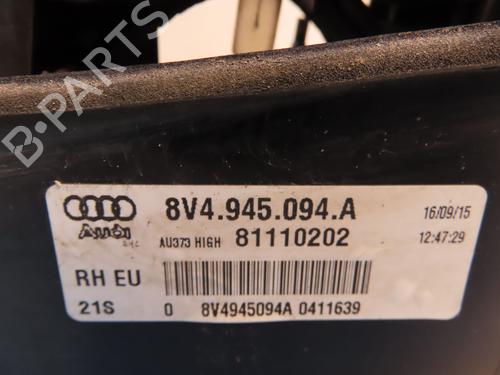 B-PARTS
Audi
8V4.945.094.A
16/09/15
AU373 HIGH 81110202
12:47:29
RH EU
21S 0 8V4945094A 0411639